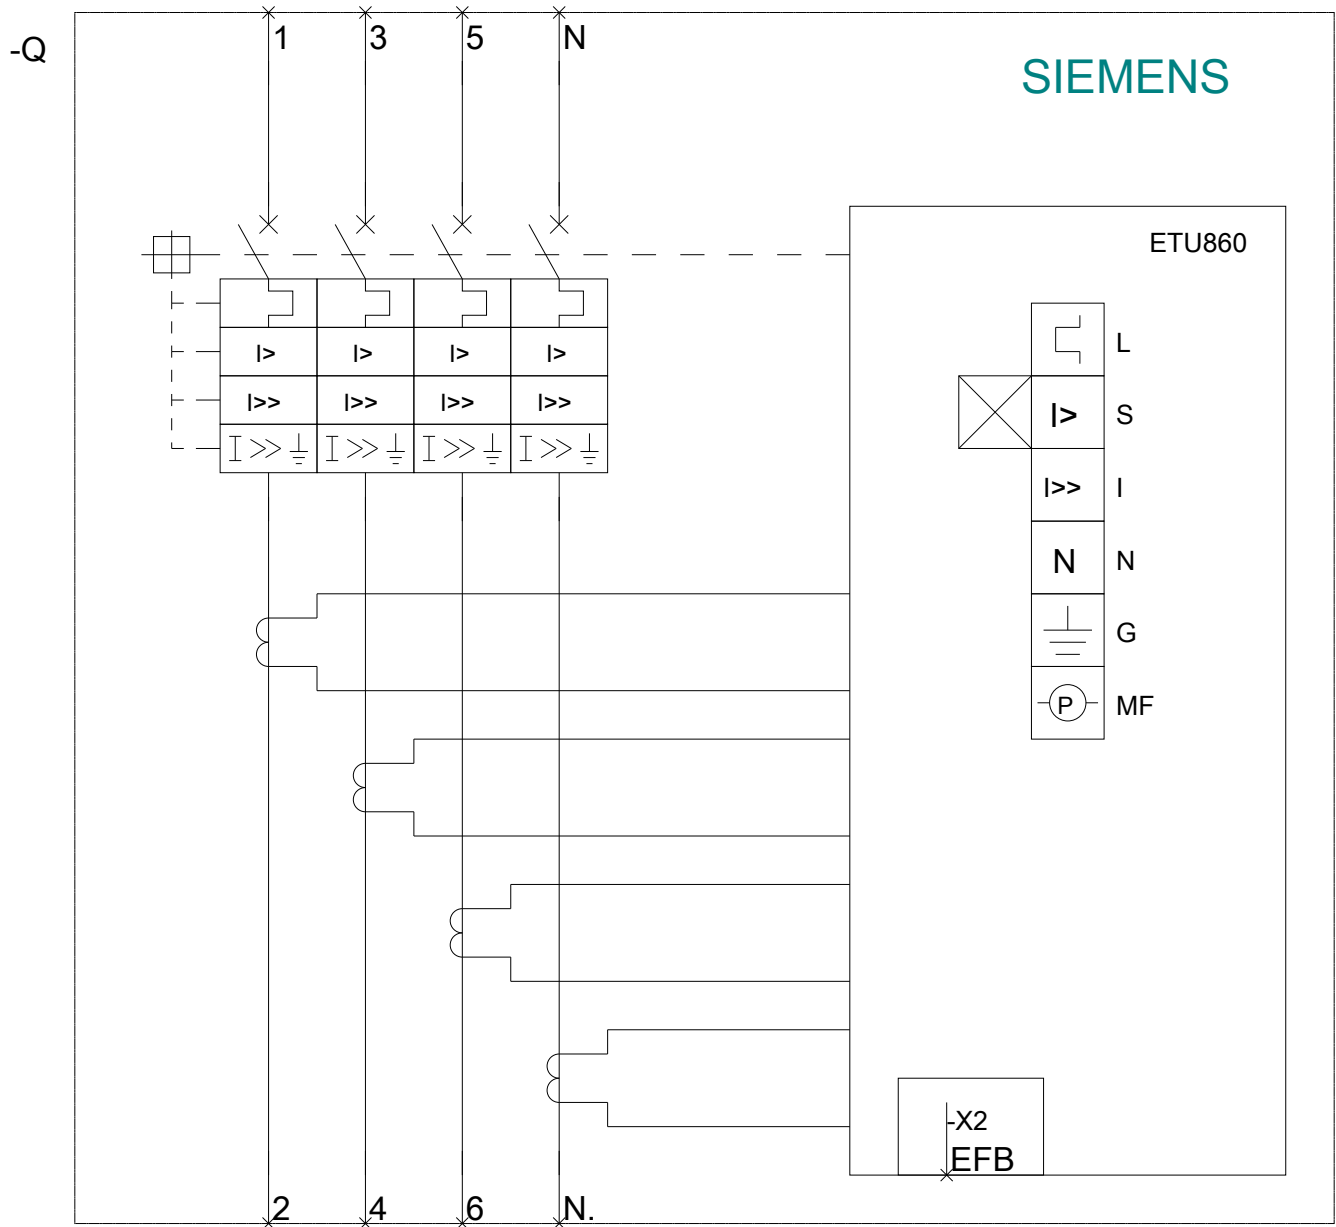 1 3 5 N
-Q
SIEMENS
ETU860
L
I> I> I> I>
I>> I>> I>> I>>
I>> I>> I>> I>>
I> S
I>> I
N N
G
P MF
-X2
EFB
2 4 6 N.